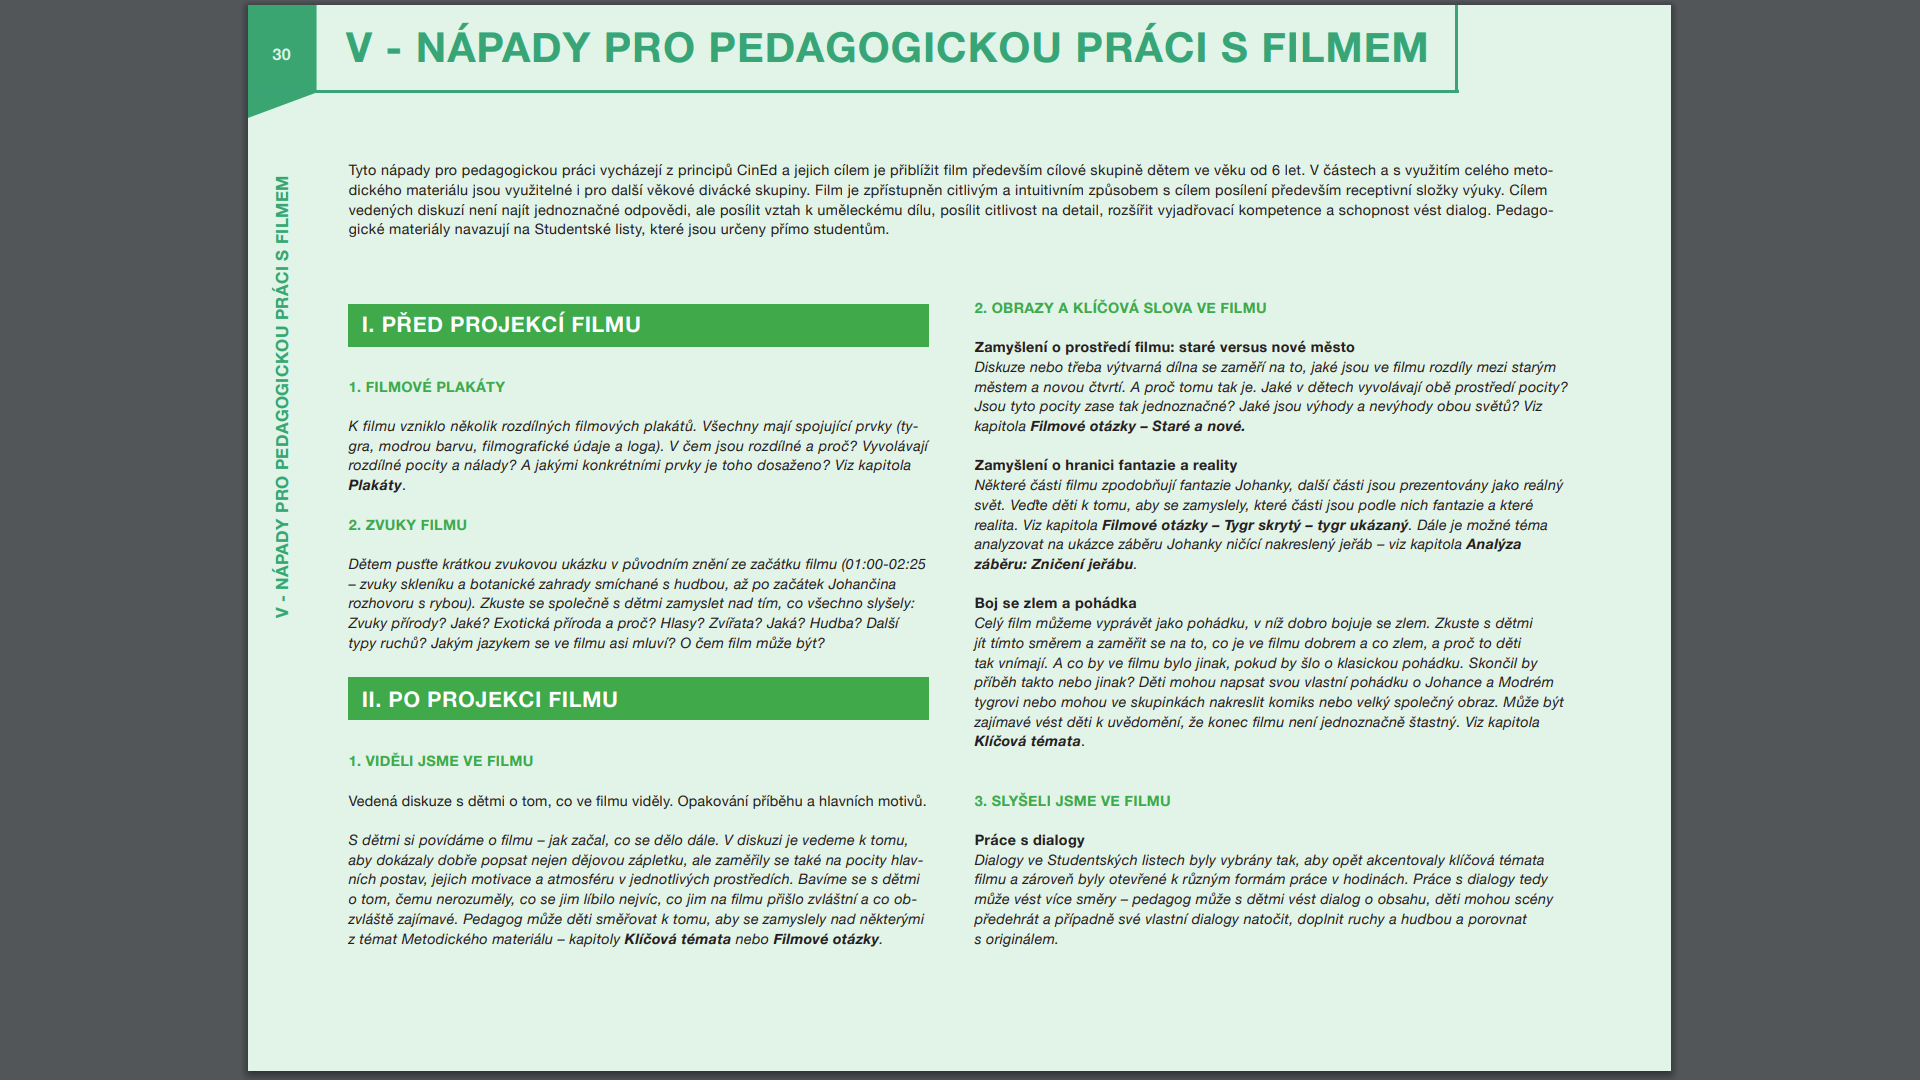 30
V - NÁPADY PRO PEDAGOGICKOU PRÁCI S FILMEM
V - NÁPADY PRO PEDAGOGICKOU PRÁCI S FILMEM
Tyto nápady pro pedagogickou práci vycházejí z principů CinEd a jejich cílem je přiblížit film především cílové skupině dětem ve věku od 6 let. V částech a s využitím celého meto-
dického materiálu jsou využitelné i pro další věkové divácké skupiny. Film je zpřístupněn citlivým a intuitivním způsobem s cílem posílení především receptivní složky výuky. Cílem
vedených diskuzí není najít jednoznačné odpovědi, ale posílit vztah k uměleckému dílu, posílit citlivost na detail, rozšířit vyjadřovací kompetence a schopnost vést dialog. Pedago-
gické materiály navazují na Studentské listy, které jsou určeny přímo studentům.
I. PŘED PROJEKCÍ FILMU
1. FILMOVÉ PLAKÁTY
K filmu vzniklo několik rozdílných filmových plakátů. Všechny mají spojující prvky (ty-
gra, modrou barvu, filmografické údaje a loga). V čem jsou rozdílné a proč? Vyvolávají
rozdílné pocity a nálady? A jakými konkrétními prvky je toho dosaženo? Viz kapitola
Plakáty.
2. ZVUKY FILMU
Dětem pusťte krátkou zvukovou ukázku v původním znění ze začátku filmu (01:00-02:25
– zvuky skleníku a botanické zahrady smíchané s hudbou, až po začátek Johančina
rozhovoru s rybou). Zkuste se společně s dětmi zamyslet nad tím, co všechno slyšely:
Zvuky přírody? Jaké? Exotická příroda a proč? Hlasy? Zvířata? Jaká? Hudba? Další
typy ruchů? Jakým jazykem se ve filmu asi mluví? O čem film může být?
II. PO PROJEKCI FILMU
1. VIDĚLI JSME VE FILMU
Vedená diskuze s dětmi o tom, co ve filmu viděly. Opakování příběhu a hlavních motivů.
S dětmi si povídáme o filmu – jak začal, co se dělo dále. V diskuzi je vedeme k tomu,
aby dokázaly dobře popsat nejen dějovou zápletku, ale zaměřily se také na pocity hlav-
ních postav, jejich motivace a atmosféru v jednotlivých prostředích. Bavíme se s dětmi
o tom, čemu nerozuměly, co se jim líbilo nejvíc, co jim na filmu přišlo zvláštní a co ob-
zvláště zajímavé. Pedagog může děti směřovat k tomu, aby se zamyslely nad některými
z témat Metodického materiálu – kapitoly Klíčová témata nebo Filmové otázky.
2. OBRAZY A KLÍČOVÁ SLOVA VE FILMU
Zamyšlení o prostředí filmu: staré versus nové město
Diskuze nebo třeba výtvarná dílna se zaměří na to, jaké jsou ve filmu rozdíly mezi starým
městem a novou čtvrtí. A proč tomu tak je. Jaké v dětech vyvolávají obě prostředí pocity?
Jsou tyto pocity zase tak jednoznačné? Jaké jsou výhody a nevýhody obou světů? Viz
kapitola Filmové otázky – Staré a nové.
Zamyšlení o hranici fantazie a reality
Některé části filmu zpodobňují fantazie Johanky, další části jsou prezentovány jako reálný
svět. Veďte děti k tomu, aby se zamyslely, které části jsou podle nich fantazie a které
realita. Viz kapitola Filmové otázky – Tygr skrytý – tygr ukázaný. Dále je možné téma
analyzovat na ukázce záběru Johanky ničící nakreslený jeřáb – viz kapitola Analýza
záběru: Zničení jeřábu.
Boj se zlem a pohádka
Celý film můžeme vyprávět jako pohádku, v níž dobro bojuje se zlem. Zkuste s dětmi
jít tímto směrem a zaměřit se na to, co je ve filmu dobrem a co zlem, a proč to děti
tak vnímají. A co by ve filmu bylo jinak, pokud by šlo o klasickou pohádku. Skončil by
příběh takto nebo jinak? Děti mohou napsat svou vlastní pohádku o Johance a Modrém
tygrovi nebo mohou ve skupinkách nakreslit komiks nebo velký společný obraz. Může být
zajímavé vést děti k uvědomění, že konec filmu není jednoznačně štastný. Viz kapitola
Klíčová témata.
3. SLYŠELI JSME VE FILMU
Práce s dialogy
Dialogy ve Studentských listech byly vybrány tak, aby opět akcentovaly klíčová témata
filmu a zároveň byly otevřené k různým formám práce v hodinách. Práce s dialogy tedy
může vést více směry – pedagog může s dětmi vést dialog o obsahu, děti mohou scény
předehrát a případně své vlastní dialogy natočit, doplnit ruchy a hudbou a porovnat
s originálem.